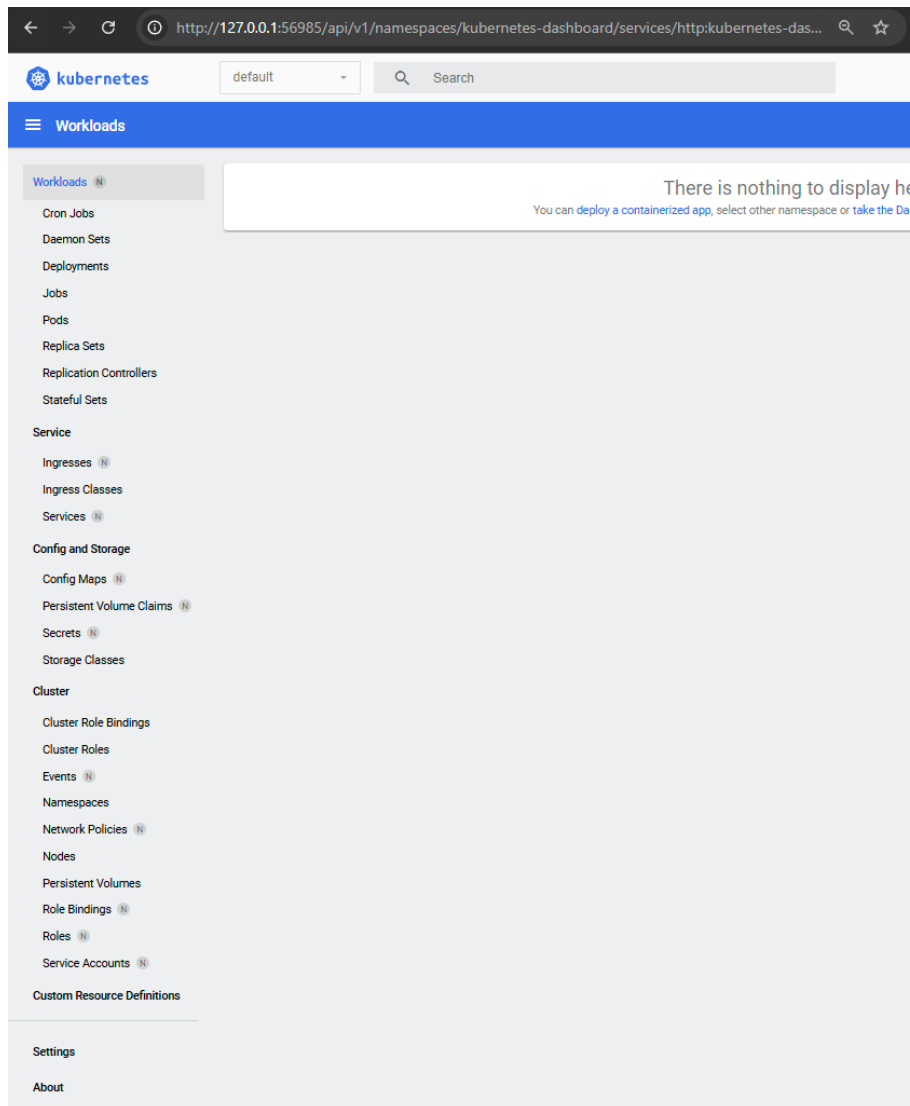 http://127.0.0.1:56985/api/v1/namespaces/kubernetes-dashboard/services/http:kubernetes-das...
kubernetes
default
Search
Workloads
Workloads N
There is nothing to display he
You can deploy a containerized app, select other namespace or take the Da
Cron Jobs
Daemon Sets
Deployments
Jobs
Pods
Replica Sets
Replication Controllers
Stateful Sets
Service
Ingresses N
Ingress Classes
Services N
Config and Storage
Config Maps N
Persistent Volume Claims N
Secrets N
Storage Classes
Cluster
Cluster Role Bindings
Cluster Roles
Events N
Namespaces
Network Policies N
Nodes
Persistent Volumes
Role Bindings N
Roles N
Service Accounts N
Custom Resource Definitions
Settings
About